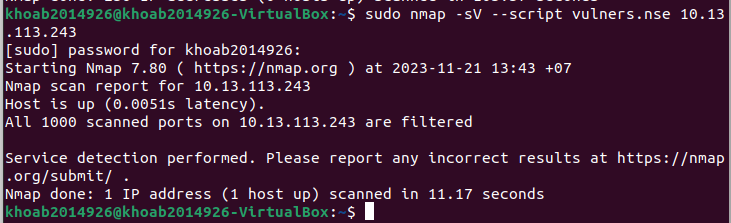 khoab2014926@khoab2014926-VirtualBox:~$ sudo nmap -sV --script vulners.nse 10.13
.113.243
[sudo] password for khoab2014926:
Starting Nmap 7.80 ( https://nmap.org ) at 2023-11-21 13:43 +07
Nmap scan report for 10.13.113.243
Host is up (0.0051s latency).
All 1000 scanned ports on 10.13.113.243 are filtered

Service detection performed. Please report any incorrect results at https://nmap
.org/submit/ .
Nmap done: 1 IP address (1 host up) scanned in 11.17 seconds
khoab2014926@khoab2014926-VirtualBox:~$